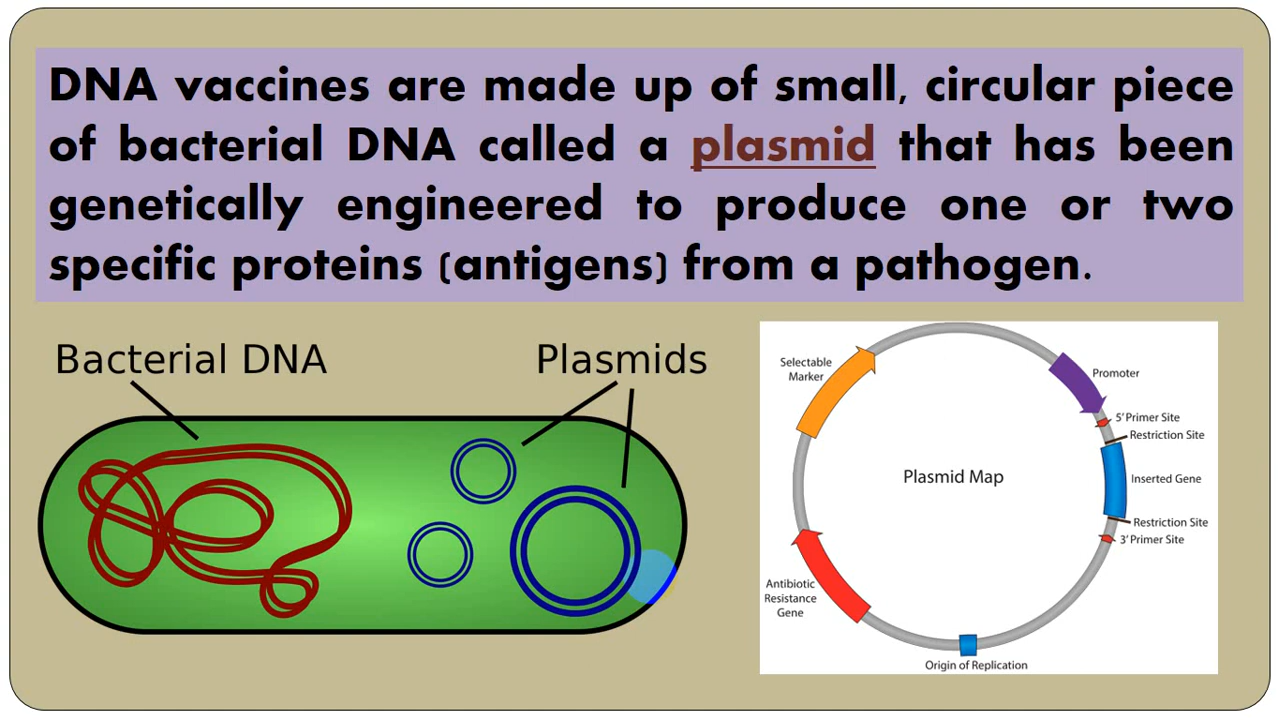 DNA vaccines are made up of small, circular piece
of bacterial DNA called a plasmid that has been
genetically engineered to produce one or two
specific proteins (antigens) from a pathogen.
Bacterial DNA
Plasmids
Selectable
Marker
Promoter
5' Primer Site
Restriction Site
Plasmid Map
Inserted Gene
Restriction Site
3' Primer Site
Antibiotic
Resistance
Gene
Origin of Replication